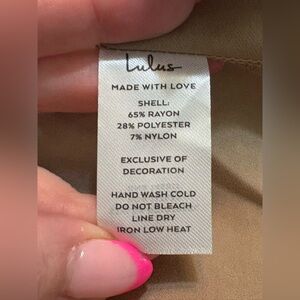 Lulus
MADE WITH LOVE
SHELL:
65% RAYON
28% POLYESTER
7% NYLON
EXCLUSIVE OF
DECORATION
HAND WASH COLD
DO NOT BLEACH
LINE DRY
IRON LOW HEAT